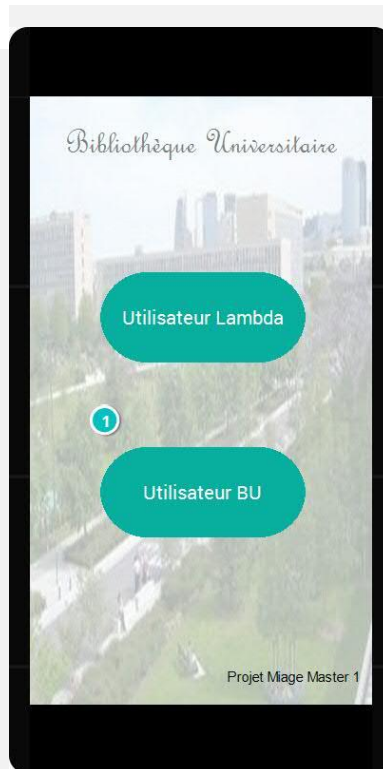 Bibliothèque Universitaire
Utilisateur Lambda
1
Utilisateur BU
Projet Miage Master 1